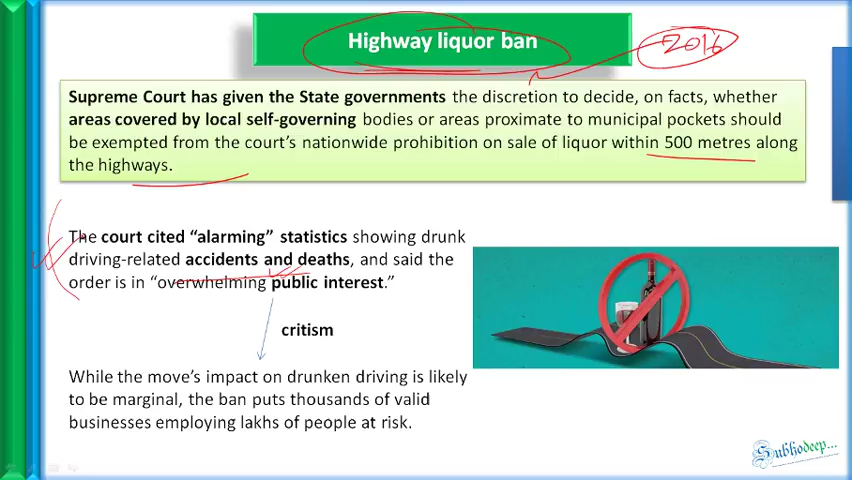 Highway liquor ban
2016
Supreme Court has given the State governments the discretion to decide, on facts, whether
areas covered by local self-governing bodies or areas proximate to municipal pockets should
be exempted from the court's nationwide prohibition on sale of liquor within 500 metres along
the highways.
The court cited “alarming” statistics showing drunk
driving-related accidents and deaths, and said the
order is in “overwhelming public interest.”
critism
While the move's impact on drunken driving is likely
to be marginal, the ban puts thousands of valid
businesses employing lakhs of people at risk.
Subhodeep...